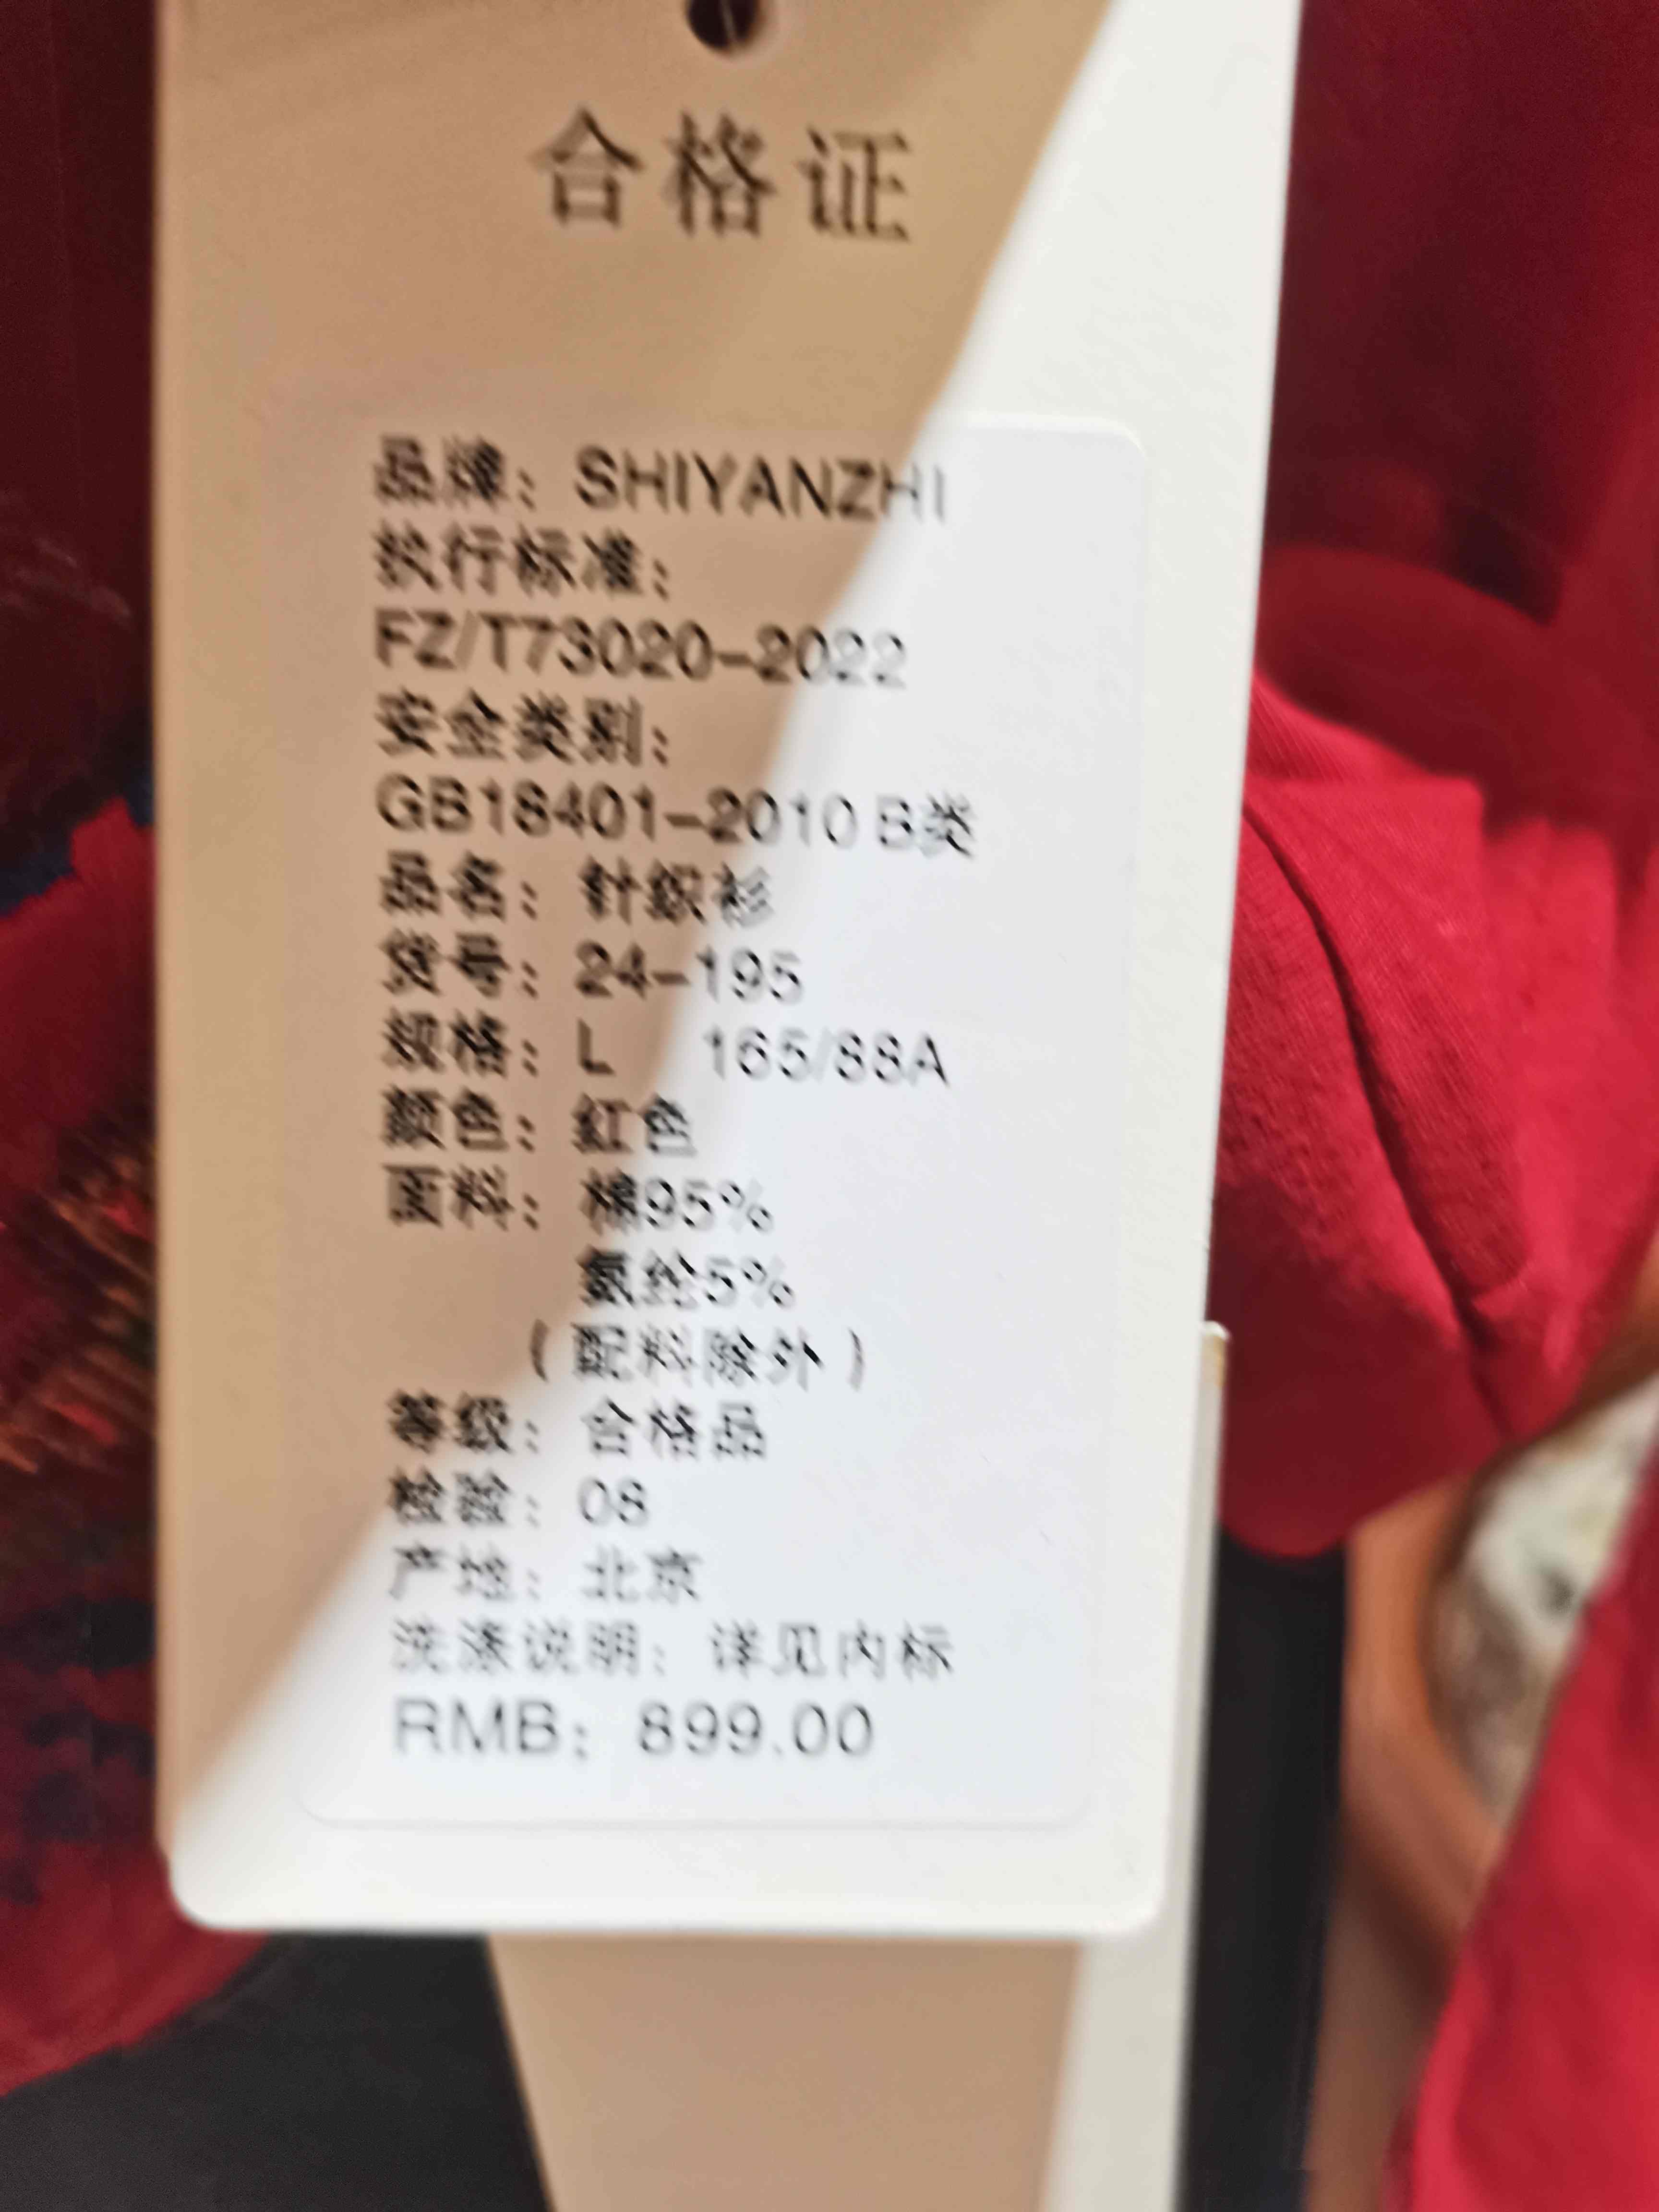 合格证
品牌：SHIYANZHI
执行标准：
FZ/T73020-2022
安全类别：
GB18401-2010 B类
品名：针织衫
货号：24-195
规格：L 165/88A
颜色：红色
面料：棉95%
氨纶5%
（配料除外）
等级：合格品
检验：08
产地：北京
洗涤说明：详见内标
RMB：899.00